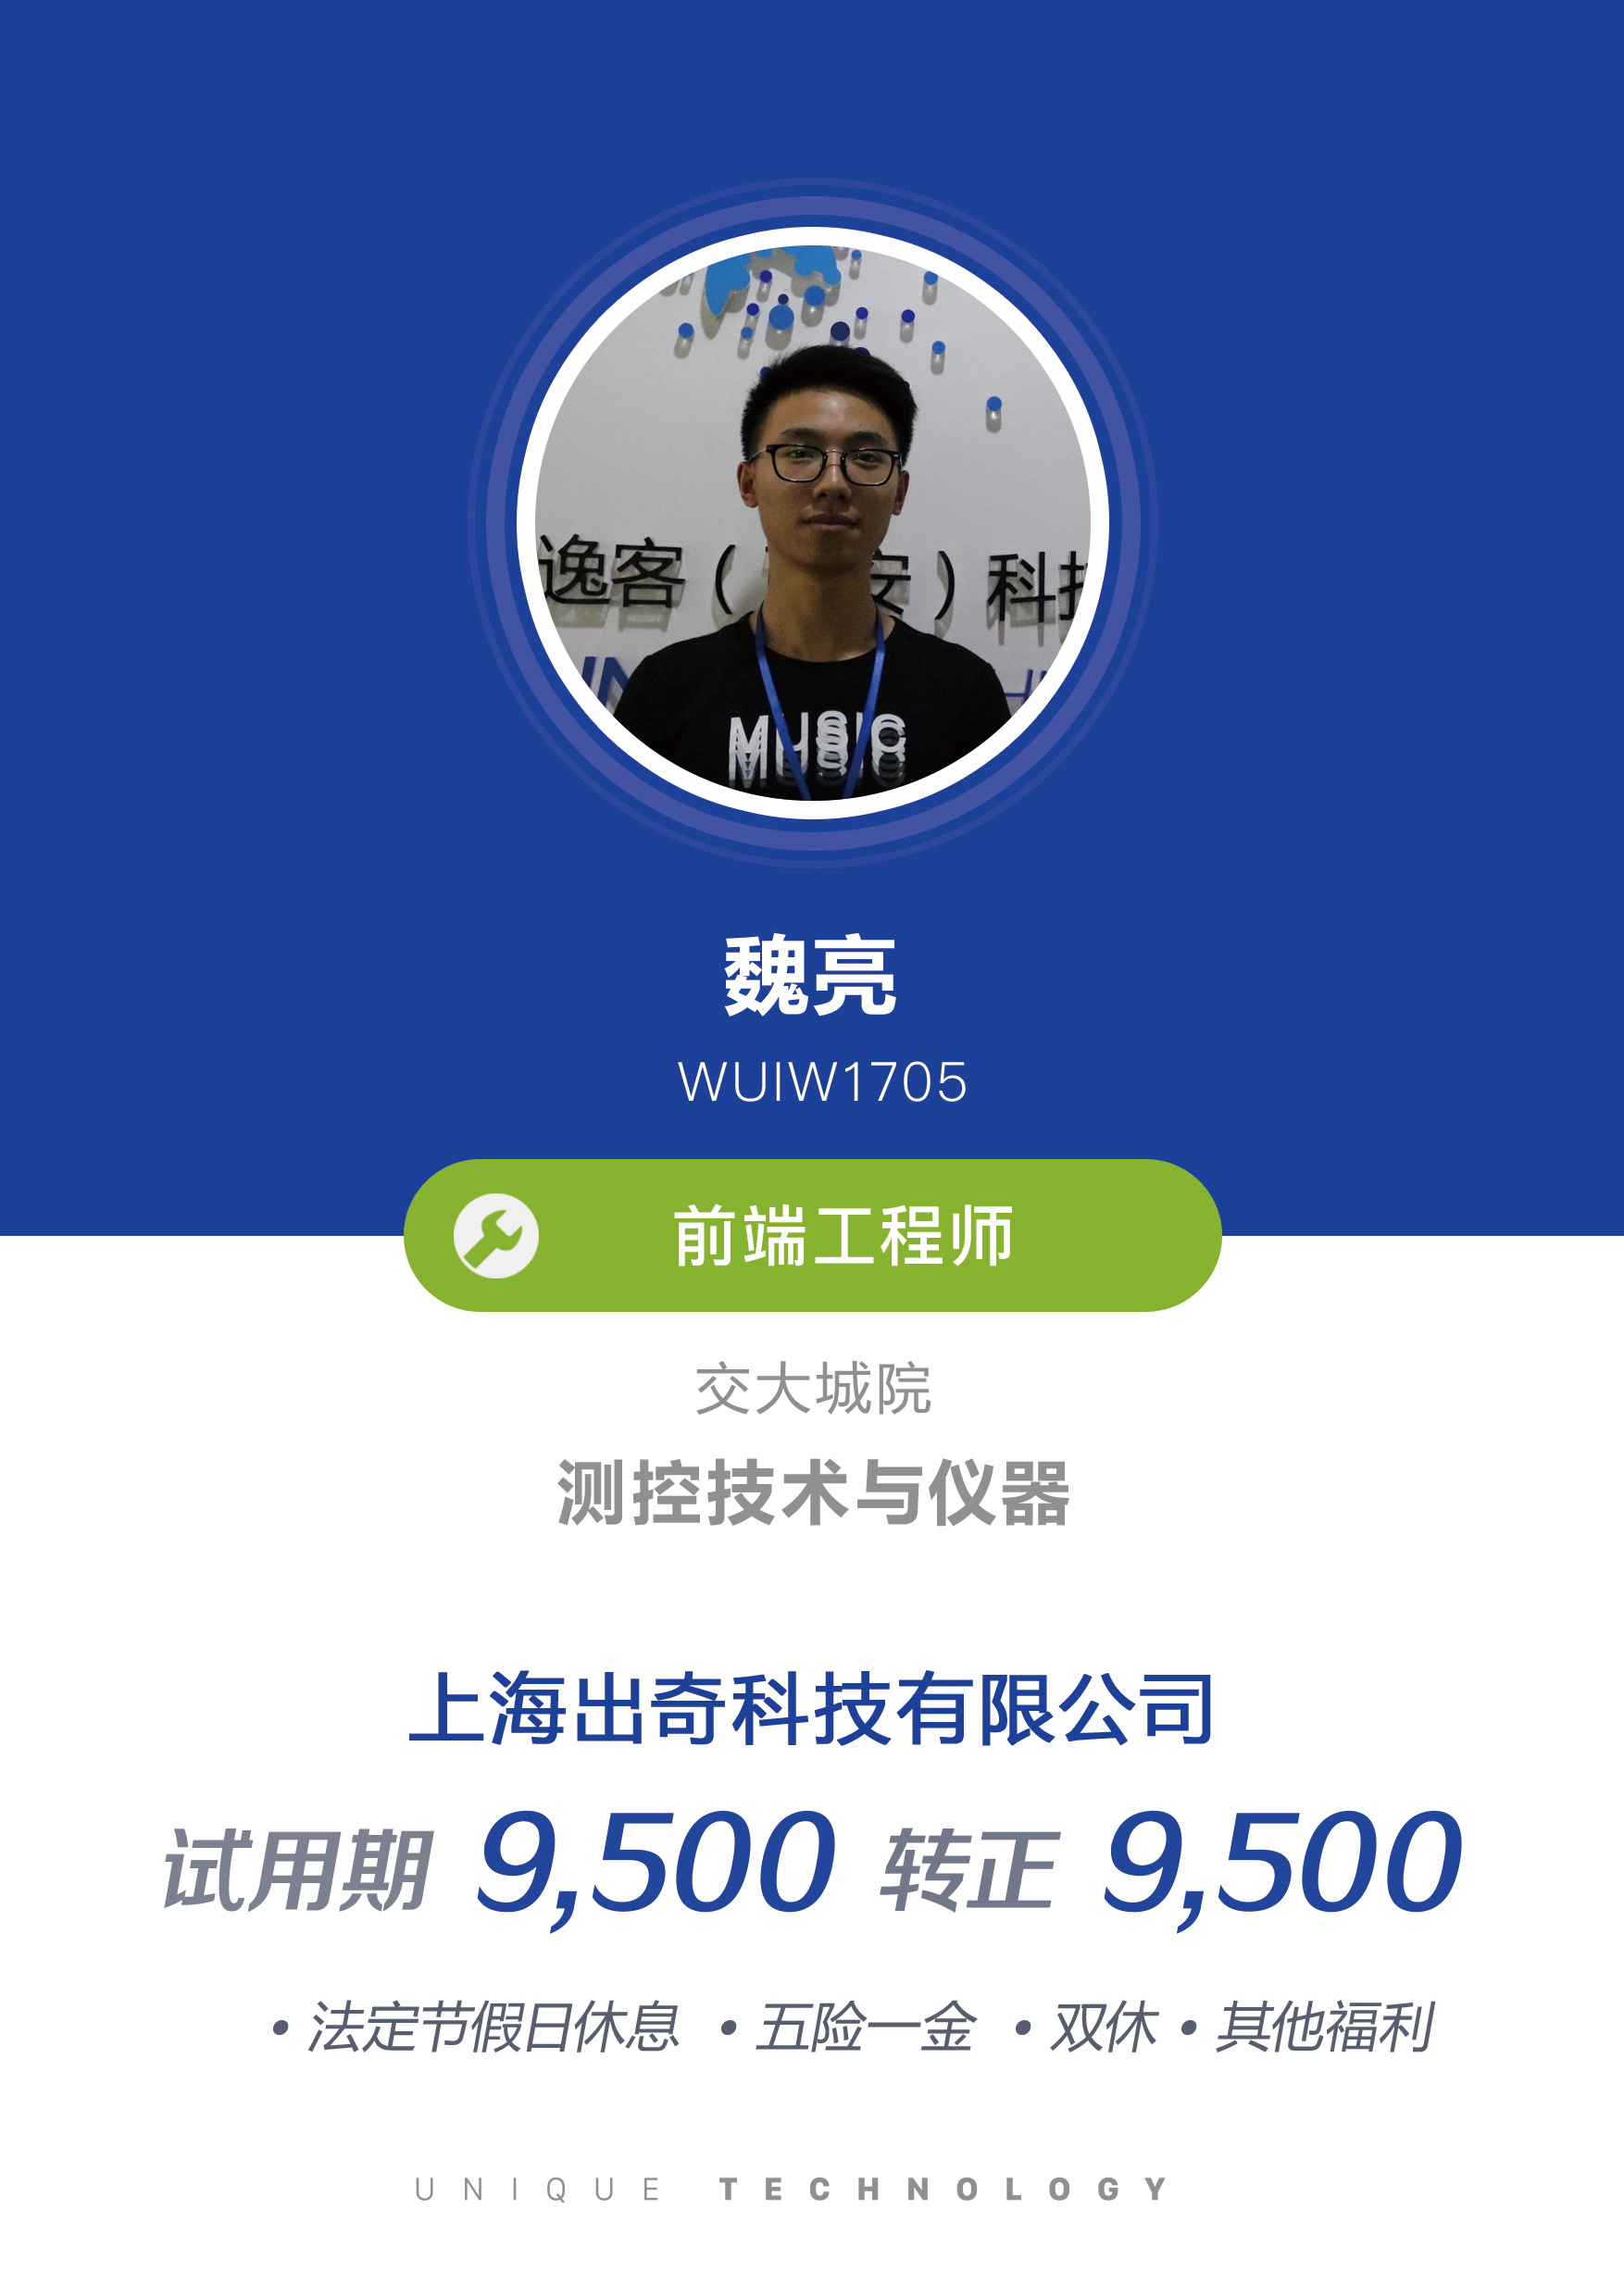 逸客（ 安）科技
MUSIC
魏亮
WUIW1705
前端工程师
交大城院
测控技术与仪器
上海出奇科技有限公司
试用期 9,500 转正 9,500
• 法定节假日休息 • 五险一金 • 双休 • 其他福利
UNIQUE TECHNOLOGY